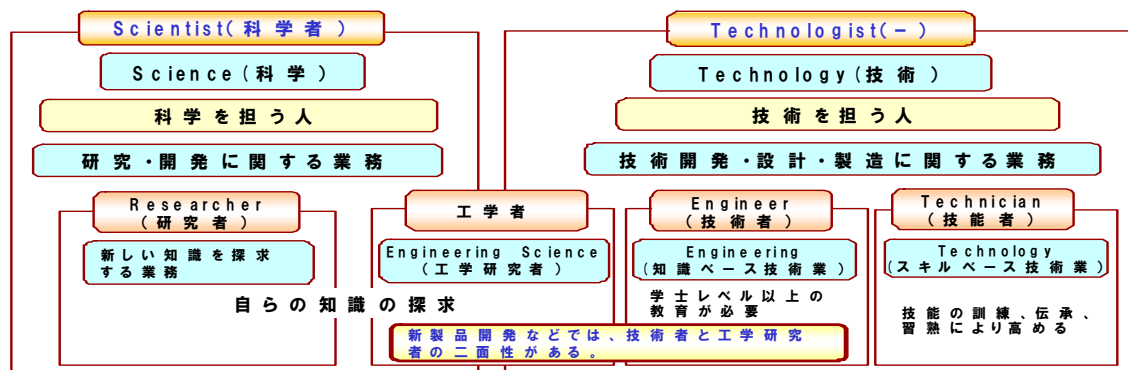 Scientist(科学者)
Technologist(－)
Science(科学)
Technology(技術)
科学を担う人
技術を担う人
研究・開発に関する業務
技術開発・設計・製造に関する業務
Researcher
(研究者)
新しい知識を探求
する業務
工学者
Engineering Science
(工学研究者)
Engineer
(技術者)
Engineering
(知識ベース技術業)
学士レベル以上の
教育が必要
Technician
(技能者)
Technology
(スキルベース技術業)
技能の訓練、伝承、
習熟により高める
自らの知識の探求
新製品開発などでは、技術者と工学研究
者の二面性がある。